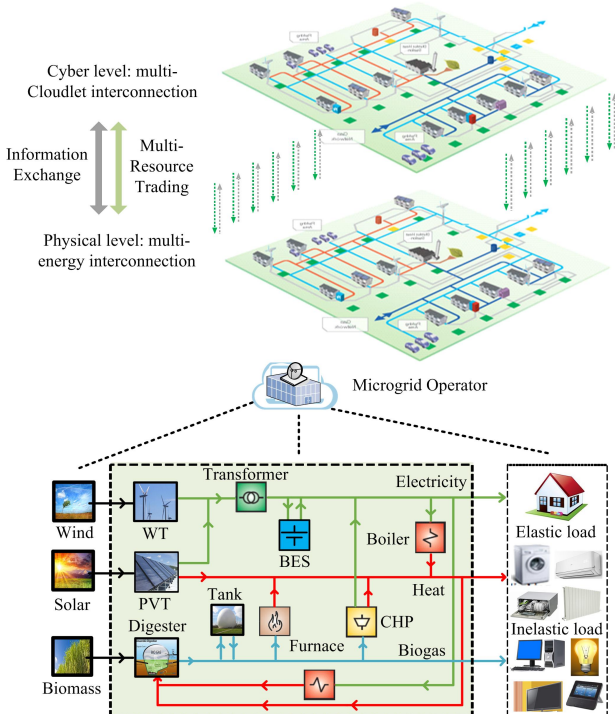 Cyber level: multi-
Cloudlet interconnection
Information
Exchange
Multi-
Resource
Trading
Physical level: multi-
energy interconnection
Microgrid Operator
Transformer
Electricity
Wind
WT
BES
Boiler
Elastic load
Solar
PVT
Tank
Heat
Digester
Furnace
CHP
Inelastic load
Biogas
Biomass